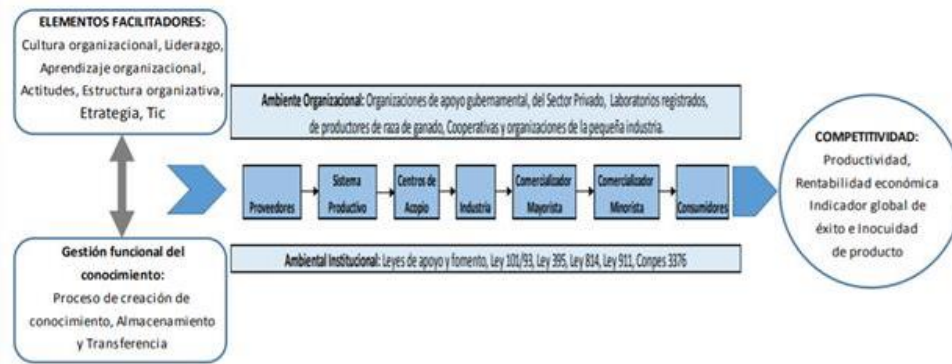 ELEMENTOS FACILITADORES:
Cultura organizacional, Liderazgo,
Aprendizaje organizacional,
Actitudes, Estructura organizativa,
Etrategia, Tic
Ambiente Organizacional: Organizaciones de apoyo gubernamental, del Sector Privado, Laboratorios registrados,
de productores de raza de ganado, Cooperativas y organizaciones de la pequeña industria.
Proveedores
Sistema
Productivo
Centros de
Acopio
Industria
Comercializador
Mayorista
Comercializador
Minorista
Consumidores
COMPETITIVIDAD:
Productividad,
Rentabilidad económica
Indicador global de
éxito e Inocuidad
de producto
Gestión funcional del
conocimiento:
Proceso de creación de
conocimiento, Almacenamiento
y Transferencia
Ambiental Institucional: Leyes de apoyo y fomento, Ley 101/93, Ley 395, Ley 814, Ley 911, Conpes 3376